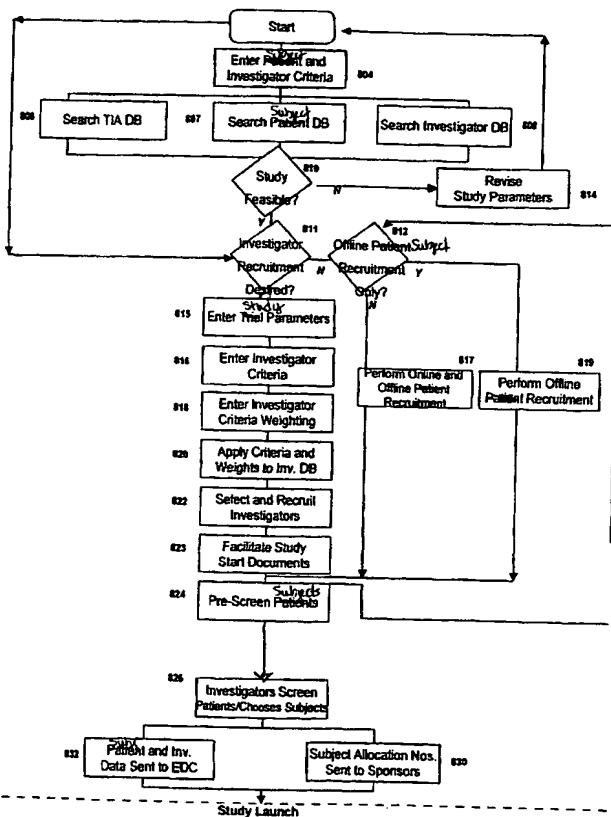 Start
Subject
Enter Patient and
Investigator Criteria
804
806
Search TIA DB
807
Subject
Search Patient DB
Search Investigator DB
808
810
Study
Feasible?
N
Y
Revise
Study Parameters
814
811
Investigator
Recruitment
Desired?
N
812
Offline Patient Subject
Recruitment
Only?
Y
N
815
Study
Enter Trial Parameters
816
Enter Investigator
Criteria
817
Perform Online and
Offline Patient
Recruitment
819
Perform Offline
Patient Recruitment
818
Enter Investigator
Criteria Weighting
820
Apply Criteria and
Weights to Inv. DB
822
Select and Recruit
Investigators
823
Facilitate Study
Start Documents
824
Subjects
Pre-Screen Patients
826
Investigators Screen
Patients/Chooses Subjects
832
Subj
Patient and Inv.
Data Sent to EDC
Subject Allocation Nos.
Sent to Sponsors
830
Study Launch